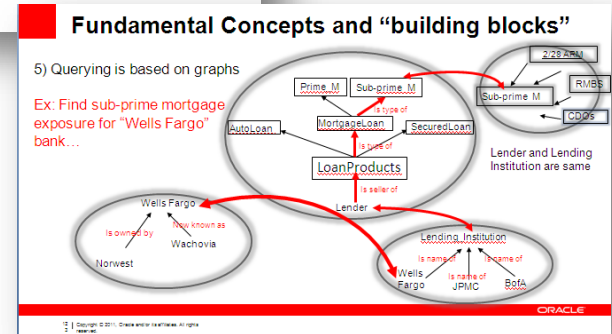 Fundamental Concepts and “building blocks”
5) Querying is based on graphs
Ex: Find sub-prime mortgage
exposure for “Wells Fargo”
bank…
Prime M
Sub-prime M
Is type of
AutoLoan
MortgageLoan
SecuredLoan
Is type of
LoanProducts
Is seller of
Lender
2/28 ARM
RMBS
Sub-prime M
CDOs
Lender and Lending
Institution are same
Wells Fargo
Is owned by
Now known as
Wachovia
Norwest
Lending Institution
Is name of
Is name of
Is name of
Wells
Fargo
JPMC
BofA
ORACLE
Copyright © 2011, Oracle and/or its affiliates. All rights
reserved.